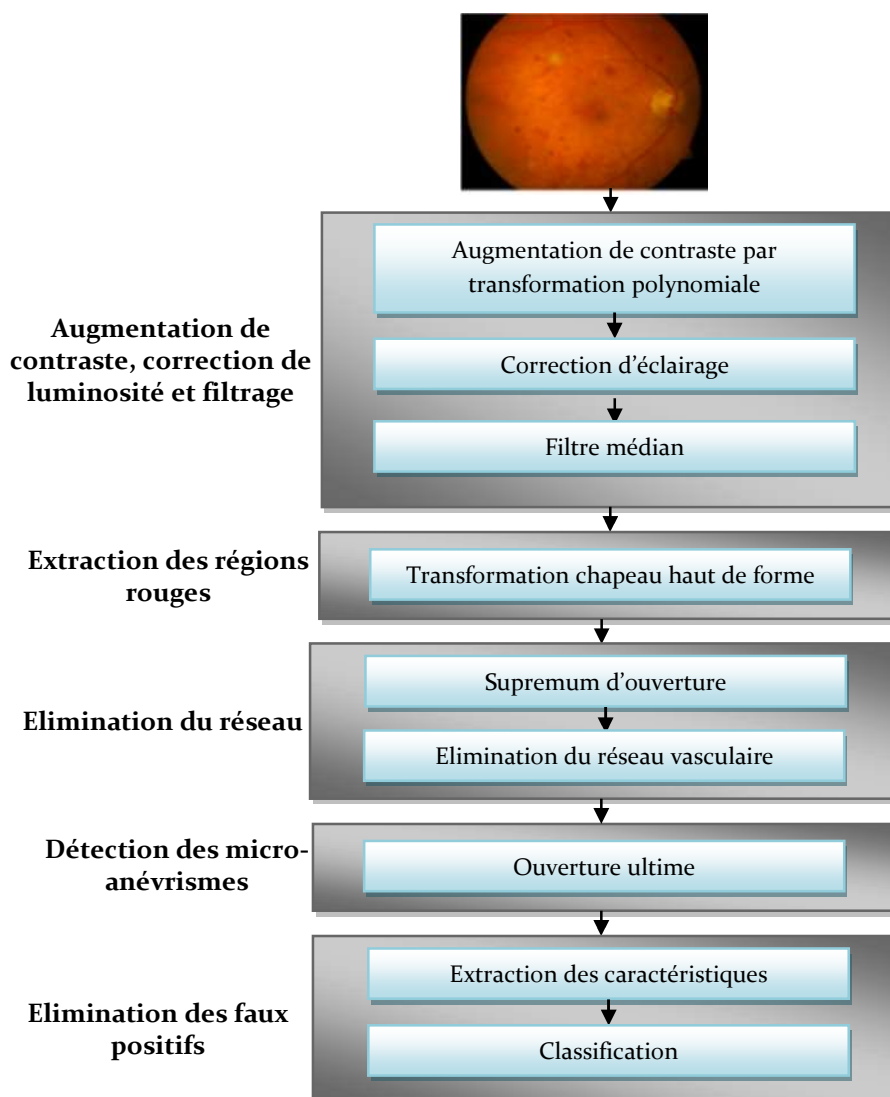 Augmentation de contraste par
transformation polynomiale
Augmentation de
contraste, correction de
luminosité et filtrage
Correction d’éclairage
Filtre médian
Extraction des régions
rouges
Transformation chapeau haut de forme
Supremum d’ouverture
Elimination du réseau
Elimination du réseau vasculaire
Détection des micro-
anévrismes
Ouverture ultime
Extraction des caractéristiques
Elimination des faux
positifs
Classification